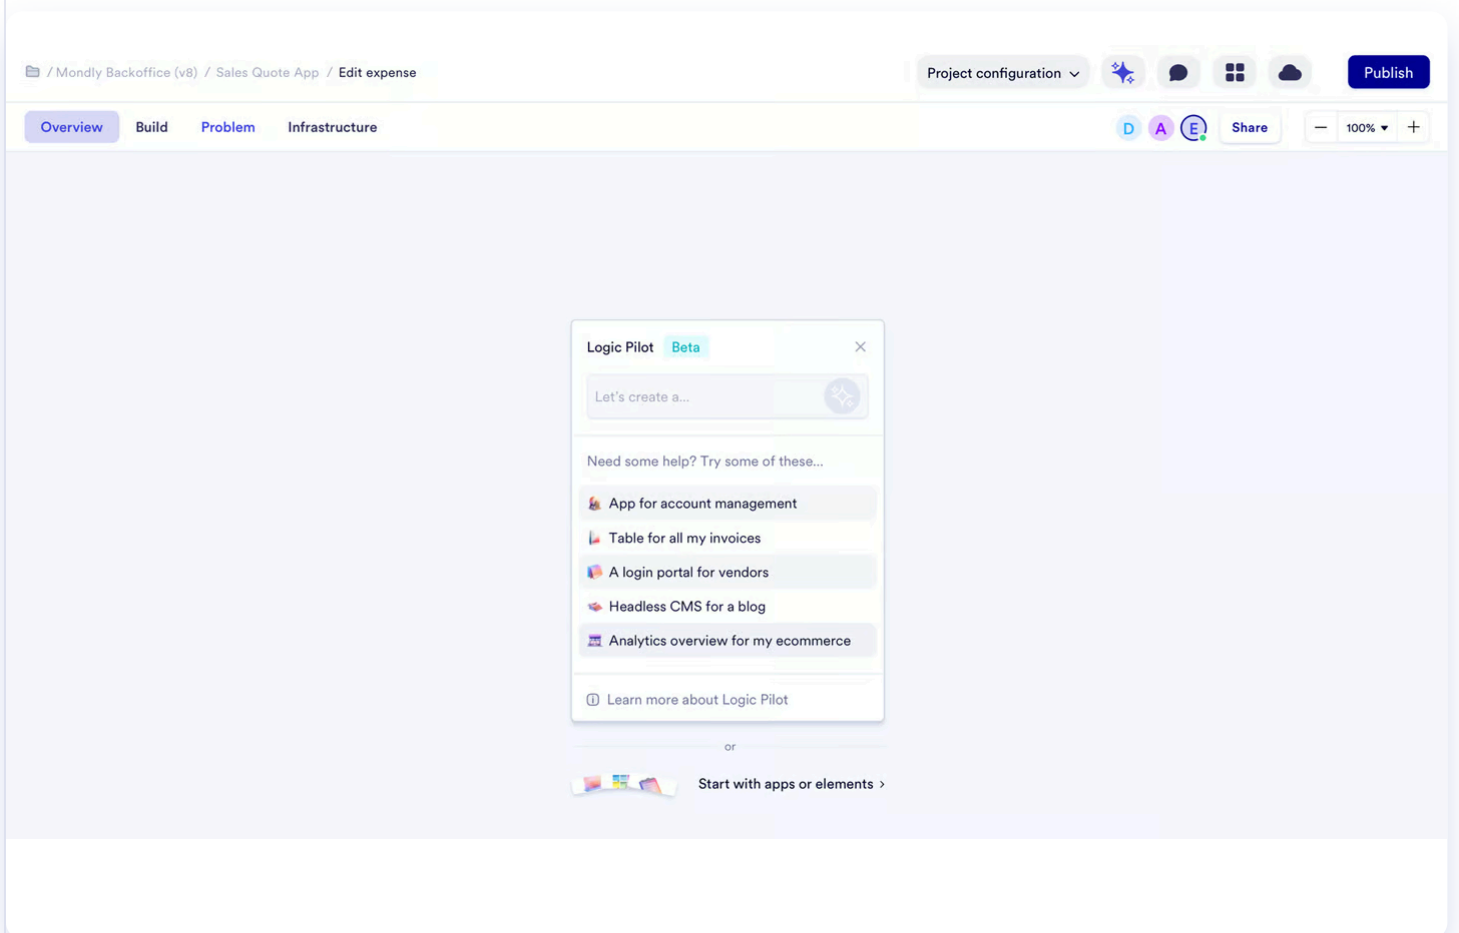 / Mondly Backoffice (v8) / Sales Quote App / Edit expense
Project configuration
Publish
Overview Build Problem Infrastructure
D A E Share
100%
Logic Pilot Beta
Let's create a...
Need some help? Try some of these...
App for account management
Table for all my invoices
A login portal for vendors
Headless CMS for a blog
Analytics overview for my ecommerce
Learn more about Logic Pilot
or
Start with apps or elements